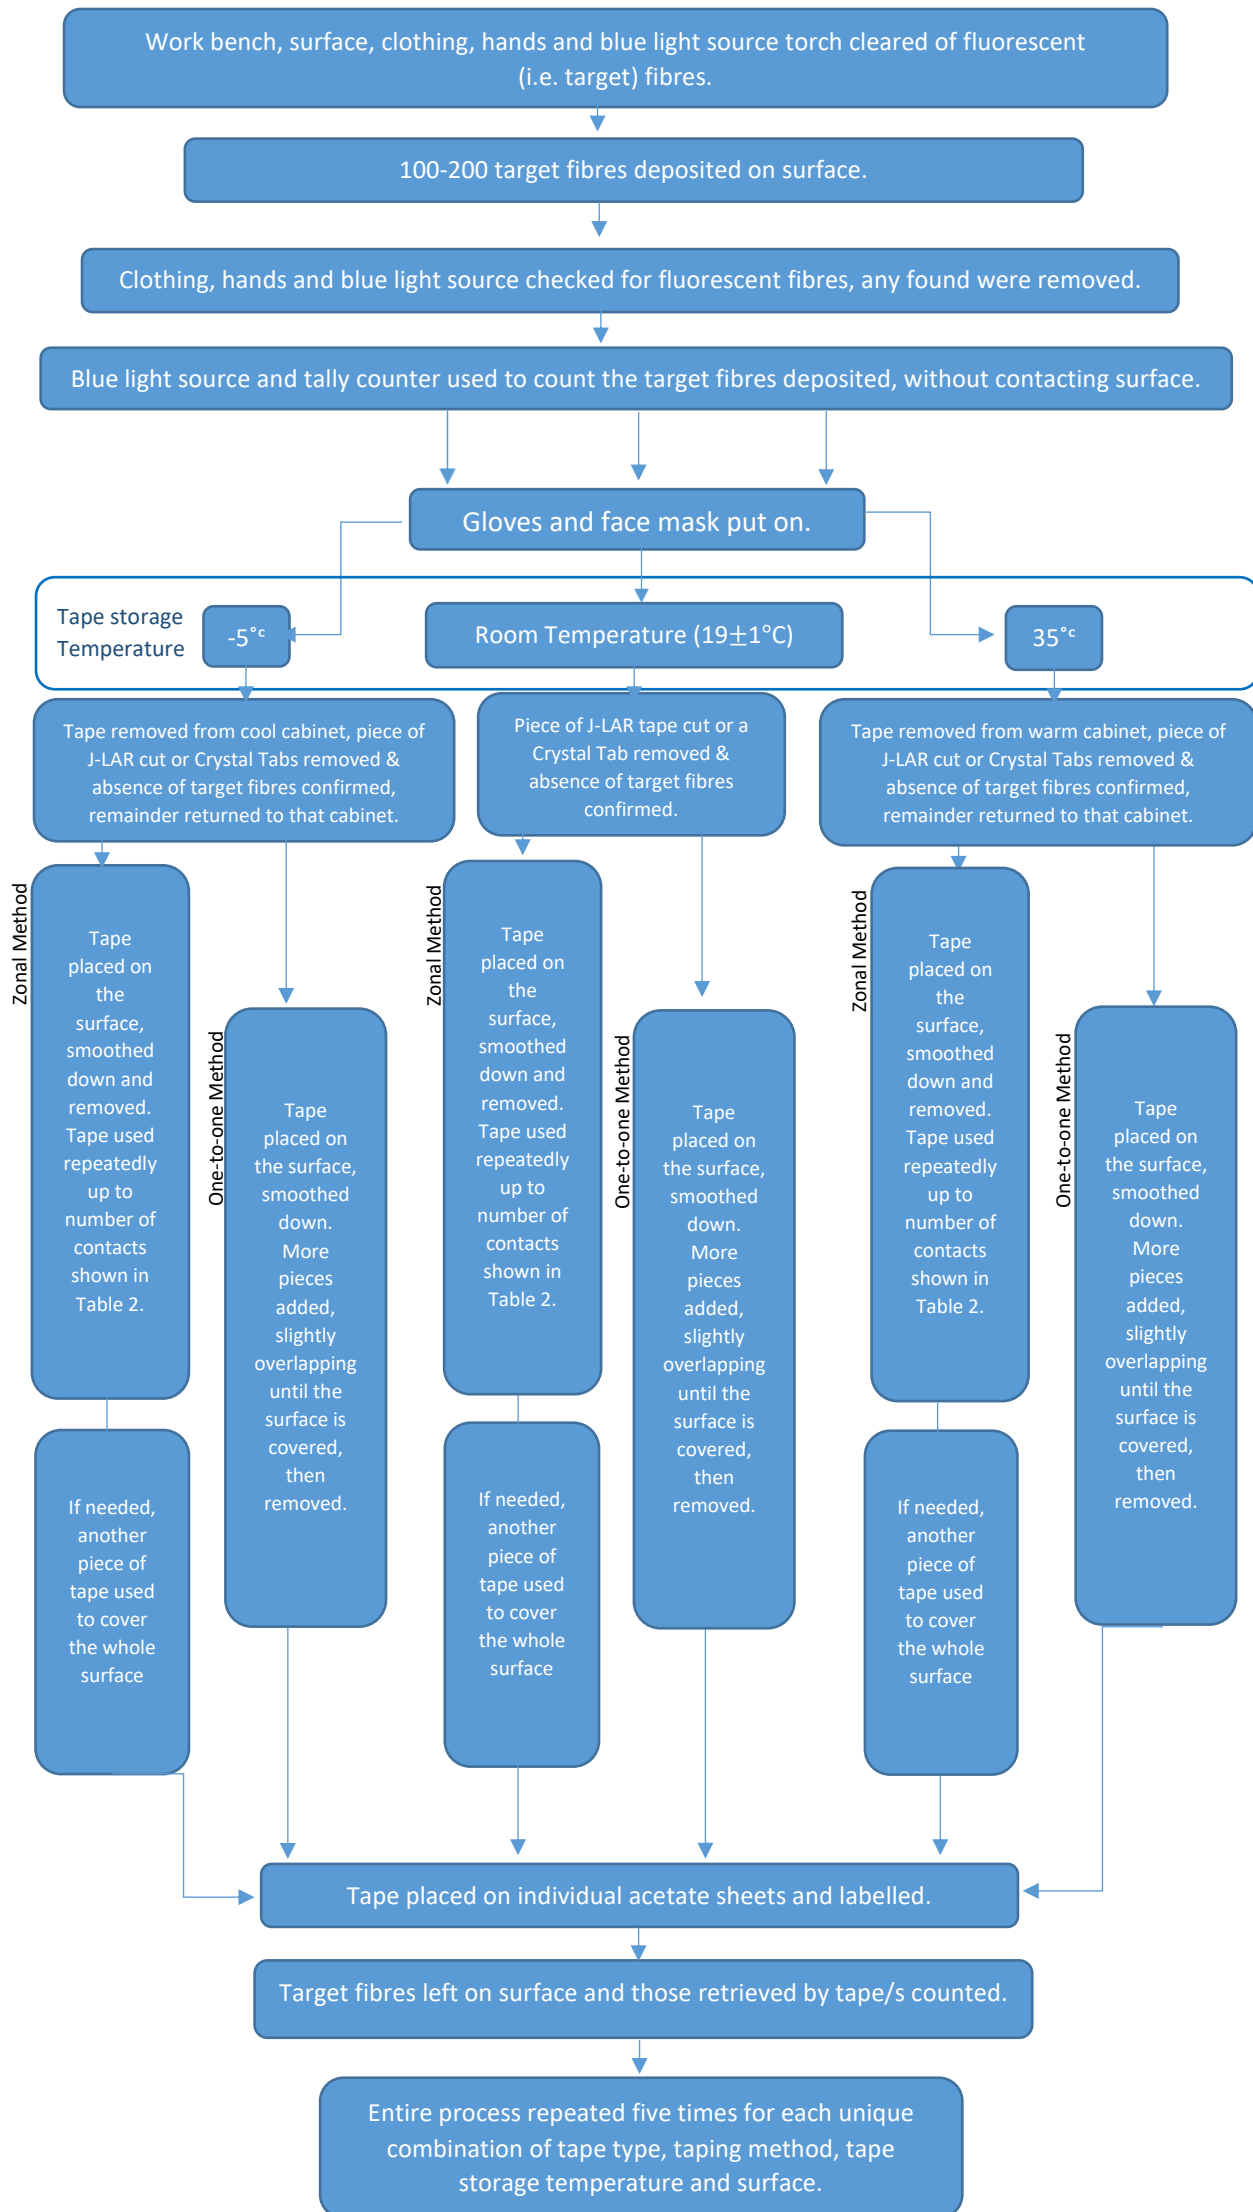 Work bench, surface, clothing, hands and blue light source torch cleared of fluorescent
(i.e. target) fibres.
100-200 target fibres deposited on surface.
Clothing, hands and blue light source checked for fluorescent fibres, any found were removed.
Blue light source and tally counter used to count the target fibres deposited, without contacting surface.
Gloves and face mask put on.
Tape storage
Temperature
-5˚ᶜ
Room Temperature (19±1°C)
35˚ᶜ
Tape removed from cool cabinet, piece of
J-LAR cut or Crystal Tabs removed &
absence of target fibres confirmed,
remainder returned to that cabinet.
Piece of J-LAR tape cut or a
Crystal Tab removed &
absence of target fibres
confirmed.
Tape removed from warm cabinet, piece of
J-LAR cut or Crystal Tabs removed &
absence of target fibres confirmed,
remainder returned to that cabinet.
Zonal Method
Tape
placed on
the
surface,
smoothed
down and
removed.
Tape used
repeatedly
up to
number of
contacts
shown in
Table 2.
If needed,
another
piece of
tape used
to cover
the whole
surface
One-to-one Method
Tape
placed on
the surface,
smoothed
down.
More
pieces
added,
slightly
overlapping
until the
surface is
covered,
then
removed.
Zonal Method
Tape
placed on
the
surface,
smoothed
down and
removed.
Tape used
repeatedly
up to
number of
contacts
shown in
Table 2.
If needed,
another
piece of
tape used
to cover
the whole
surface
One-to-one Method
Tape
placed on
the surface,
smoothed
down.
More
pieces
added,
slightly
overlapping
until the
surface is
covered,
then
removed.
Zonal Method
Tape
placed on
the
surface,
smoothed
down and
removed.
Tape used
repeatedly
up to
number of
contacts
shown in
Table 2.
If needed,
another
piece of
tape used
to cover
the whole
surface
One-to-one Method
Tape
placed on
the surface,
smoothed
down.
More
pieces
added,
slightly
overlapping
until the
surface is
covered,
then
removed.
Tape placed on individual acetate sheets and labelled.
Target fibres left on surface and those retrieved by tape/s counted.
Entire process repeated five times for each unique
combination of tape type, taping method, tape
storage temperature and surface.